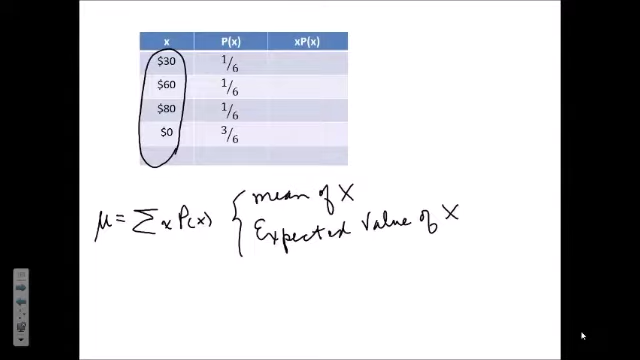 x P(x) xP(x)
$30 1/6
$60 1/6
$80 1/6
$0 3/6
μ = ∑ x P(x) { mean of X
Expected Value of X